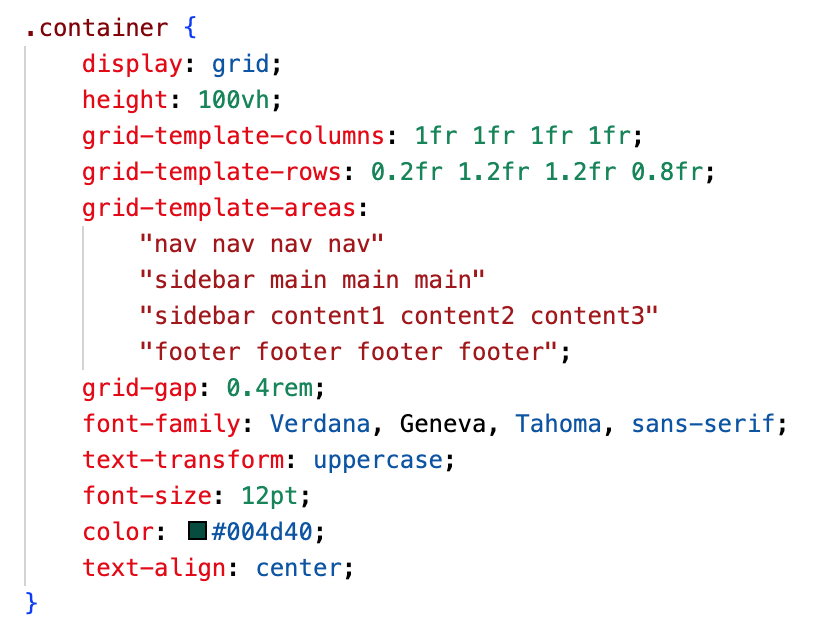 .container {
    display: grid;
    height: 100vh;
    grid-template-columns: 1fr 1fr 1fr 1fr;
    grid-template-rows: 0.2fr 1.2fr 1.2fr 0.8fr;
    grid-template-areas:
        "nav nav nav nav"
        "sidebar main main main"
        "sidebar content1 content2 content3"
        "footer footer footer footer";
    grid-gap: 0.4rem;
    font-family: Verdana, Geneva, Tahoma, sans-serif;
    text-transform: uppercase;
    font-size: 12pt;
    color: #004d40;
    text-align: center;
}